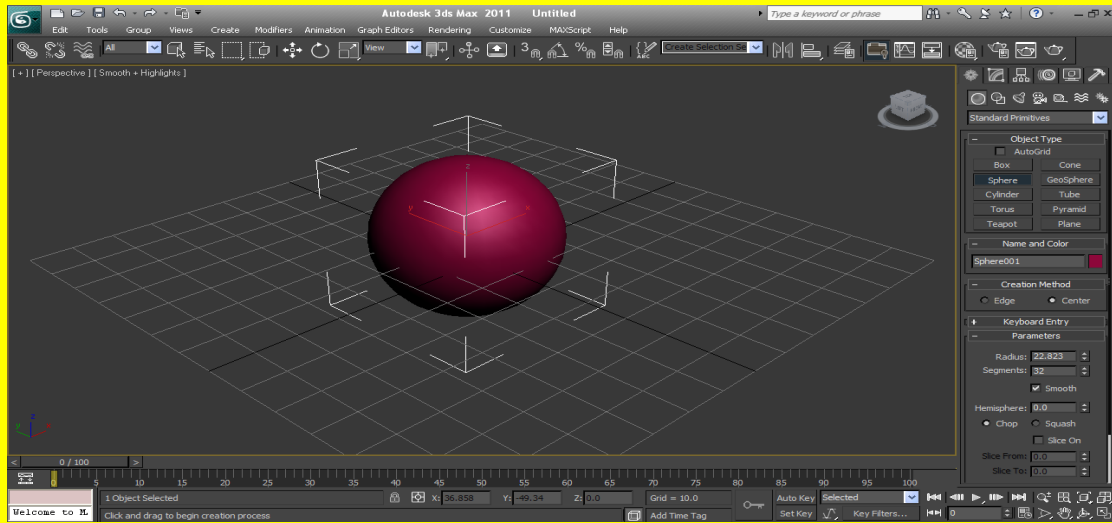 Autodesk 3ds Max 2011 Untitled
Type a keyword or phrase
Edit Tools Group Views Create Modifiers Animation Graph Editors Rendering Customize MAXScript Help
All
View
3
Create Selection Se
[ + ] [ Perspective ] [ Smooth + Highlights ]
z
y x
Standard Primitives
Object Type
AutoGrid
Box Cone
Sphere GeoSphere
Cylinder Tube
Torus Pyramid
Teapot Plane
Name and Color
Sphere001
Creation Method
Edge Center
Keyboard Entry
Parameters
Radius: 22.823
Segments: 32
Smooth
Hemisphere: 0.0
Chop Squash
Slice On
Slice From: 0.0
Slice To: 0.0
z
y
0 / 100
0 5 10 15 20 25 30 35 40 45 50 55 60 65 70 75 80 85 90 95 100
1 Object Selected X: 36.858 Y: -49.34 Z: 0.0 Grid = 10.0 Auto Key Selected
Welcome to M Click and drag to begin creation process Add Time Tag Set Key Key Filters... 0